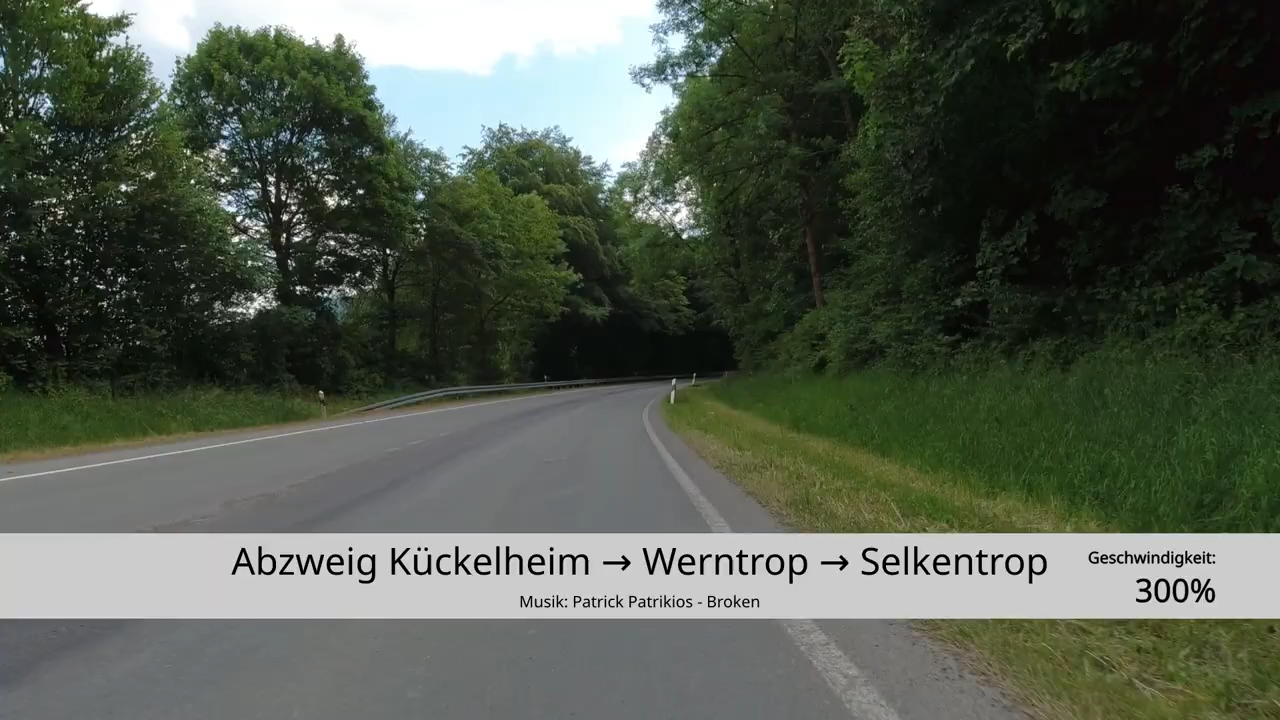 Abzweig Kückelheim → Werntrop → Selkentrop
Geschwindigkeit:
300%
Musik: Patrick Patrikios - Broken